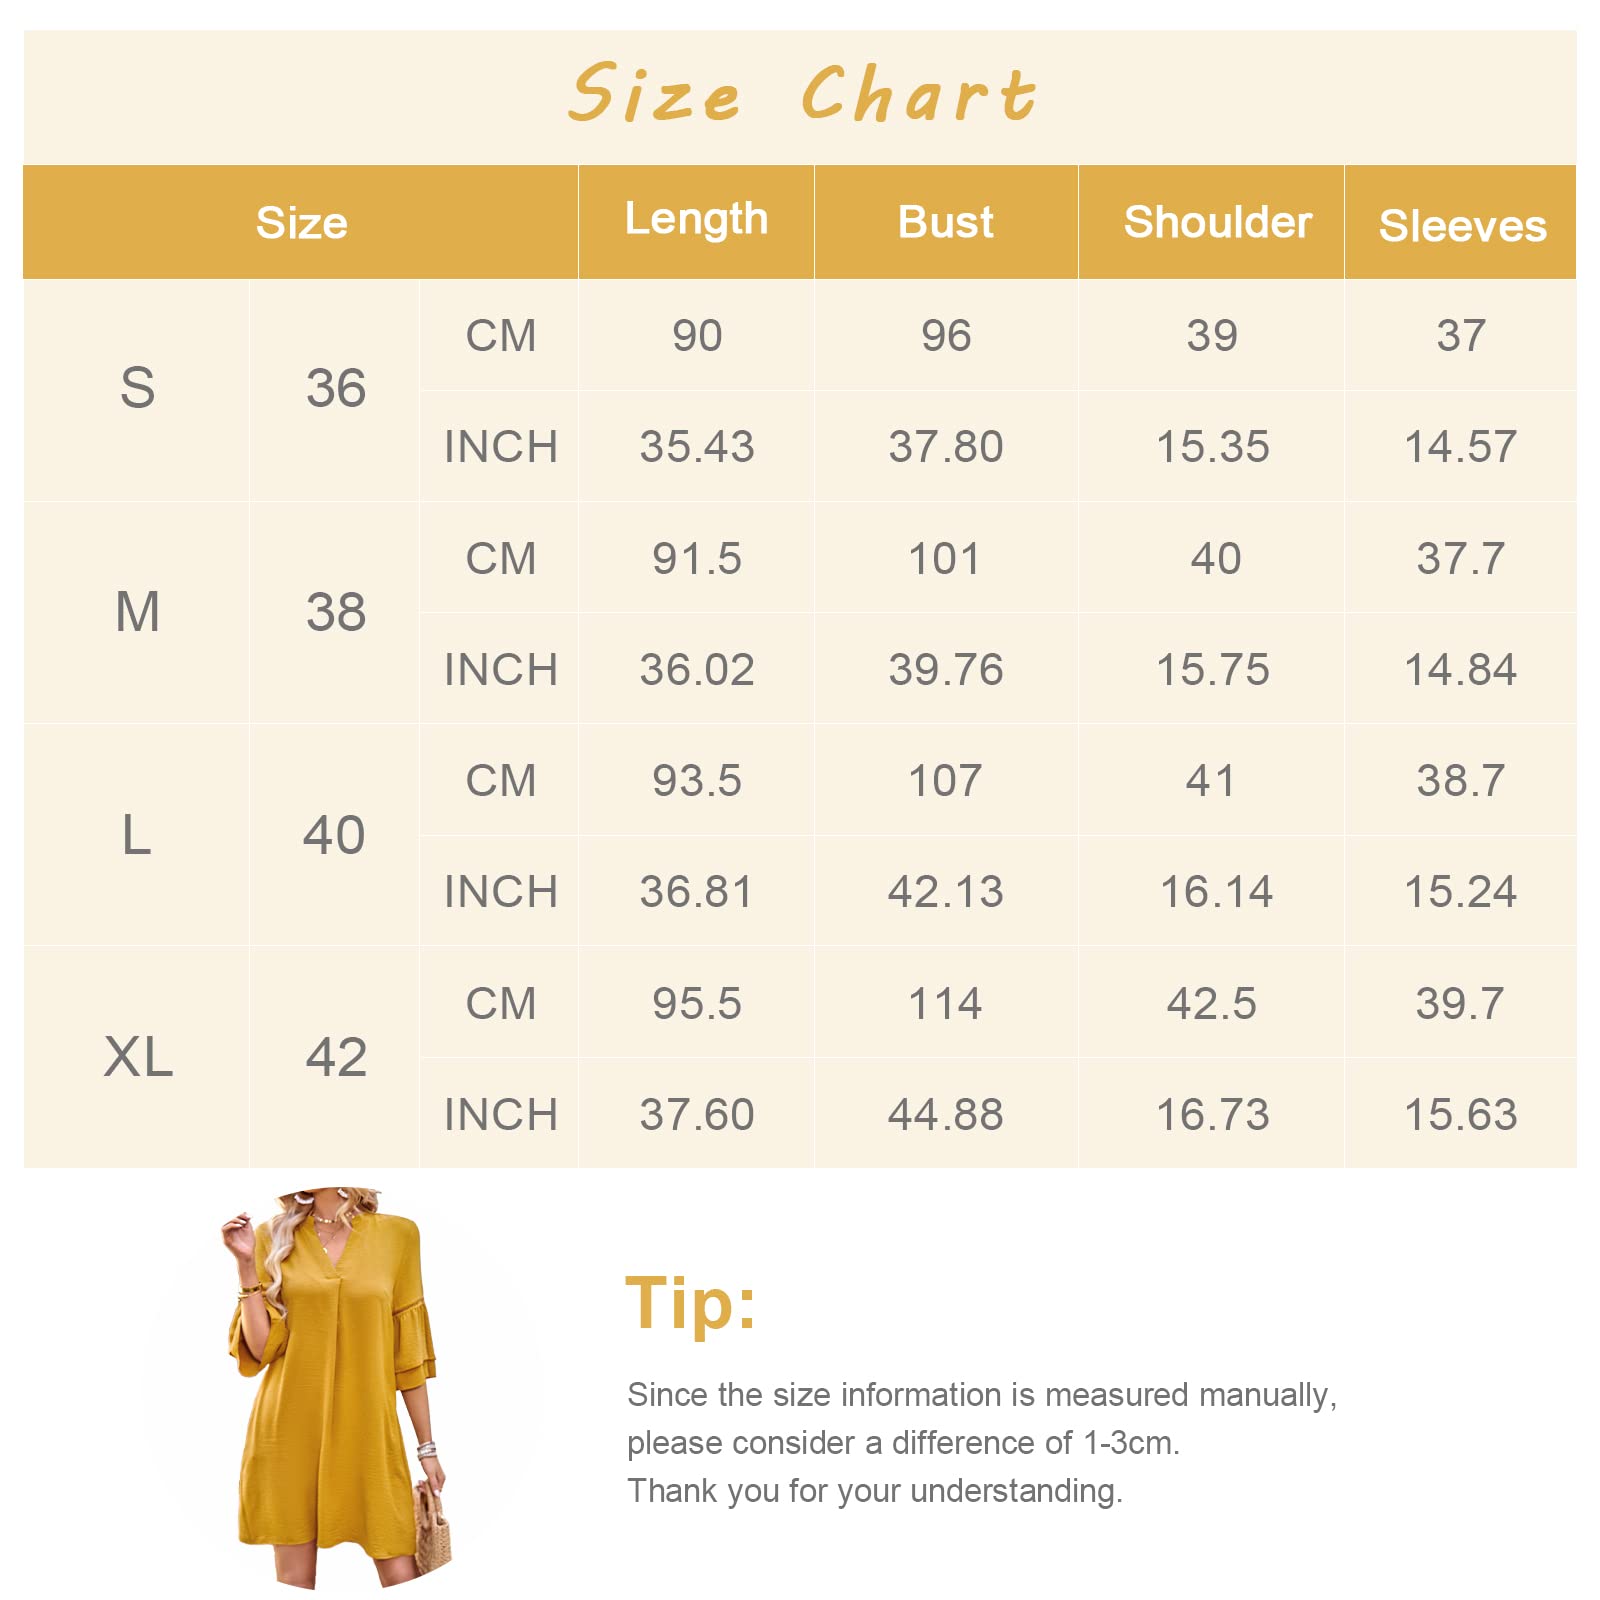 Size Chart
Size Length Bust Shoulder Sleeves
S 36 CM 90 96 39 37
INCH 35.43 37.80 15.35 14.57
M 38 CM 91.5 101 40 37.7
INCH 36.02 39.76 15.75 14.84
L 40 CM 93.5 107 41 38.7
INCH 36.81 42.13 16.14 15.24
XL 42 CM 95.5 114 42.5 39.7
INCH 37.60 44.88 16.73 15.63
Tip:
Since the size information is measured manually,
please consider a difference of 1-3cm.
Thank you for your understanding.